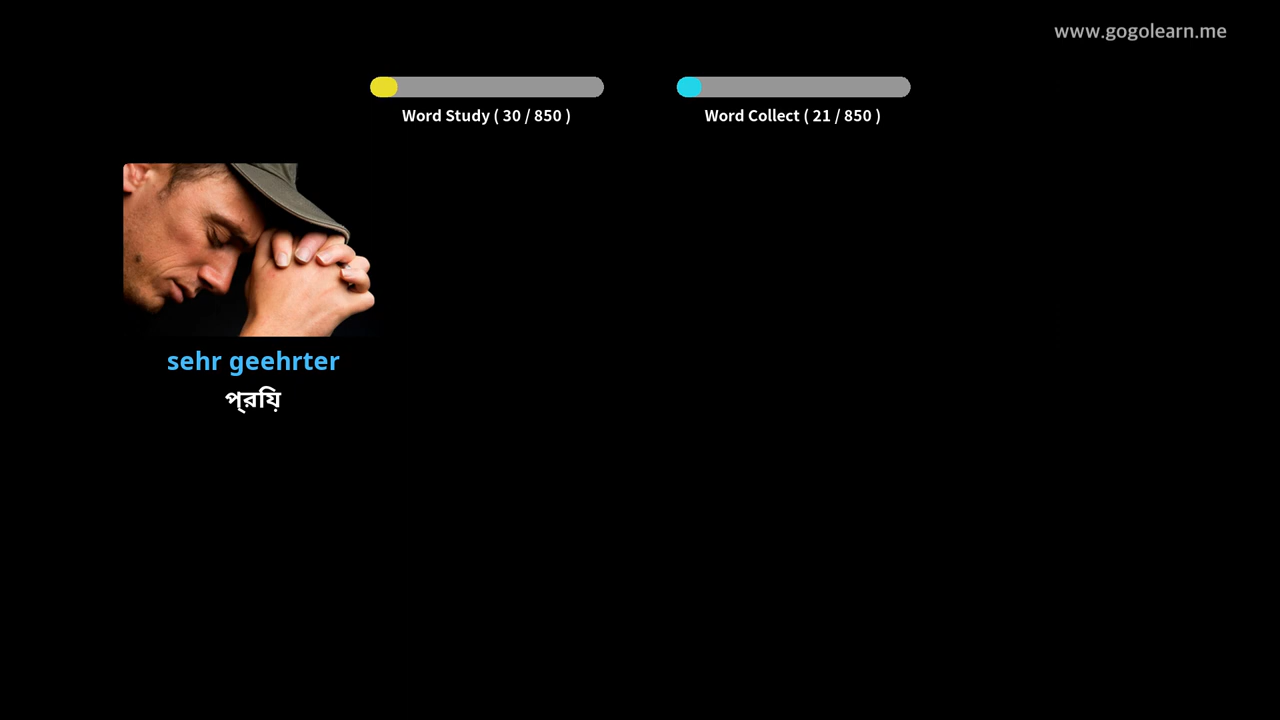 www.gogolearn.me
Word Study ( 30 / 850 )
Word Collect ( 21 / 850 )
sehr geehrter
প্রিয়